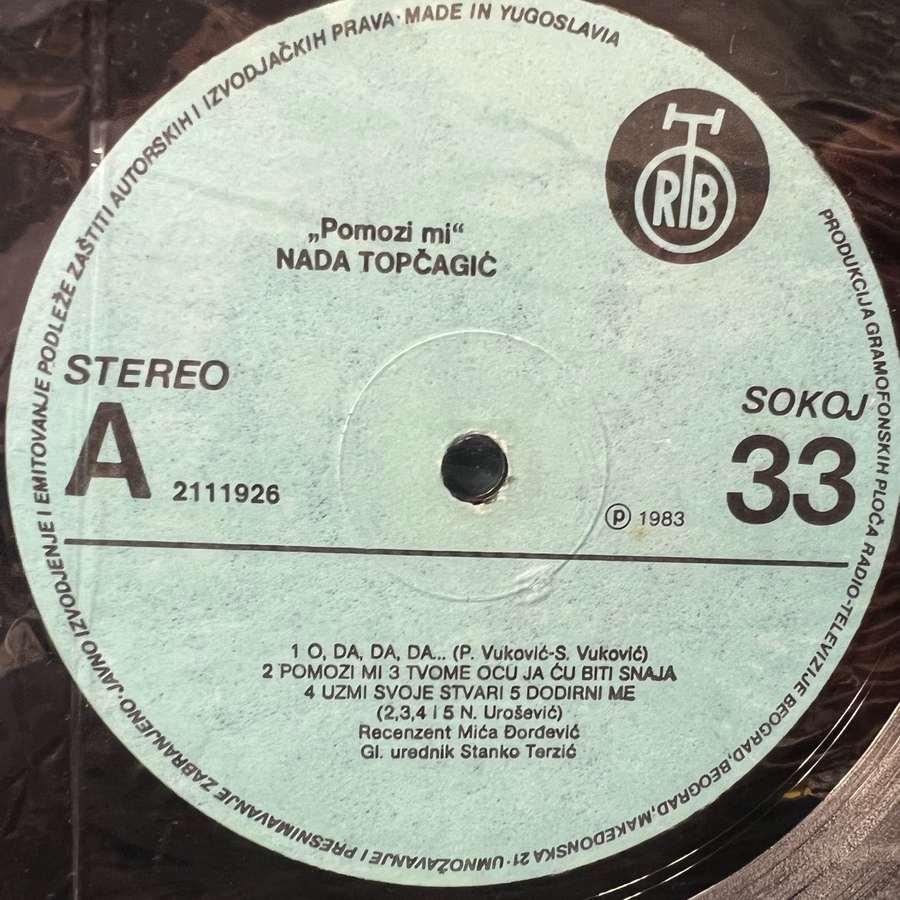 PRODUKCIJA GRAMOFONSKIH PLOČA RADIO-TELEVIZIJE BEOGRAD, BEOGRAD, MAKEDONSKA 21 · UMNOŽAVANJE I PRESNIMAVANJE ZABRANJENO · JAVNO IZVODJENJE I EMITOVANJE PODLEŽE ZAŠTITI AUTORSKIH I IZVODJAČKIH PRAVA · MADE IN YUGOSLAVIA
RTB
„Pomozi mi“
NADA TOPČAGIĆ
STEREO
A 2111926
SOKOJ
33
℗ 1983
1 O, DA, DA, DA... (P. Vuković-S. Vuković)
2 POMOZI MI 3 TVOME OCU JA ĆU BITI SNAJA
4 UZMI SVOJE STVARI 5 DODIRNI ME
(2,3,4 i 5 N. Urošević)
Recenzent Mića Đorđević
Gl. urednik Stanko Terzić